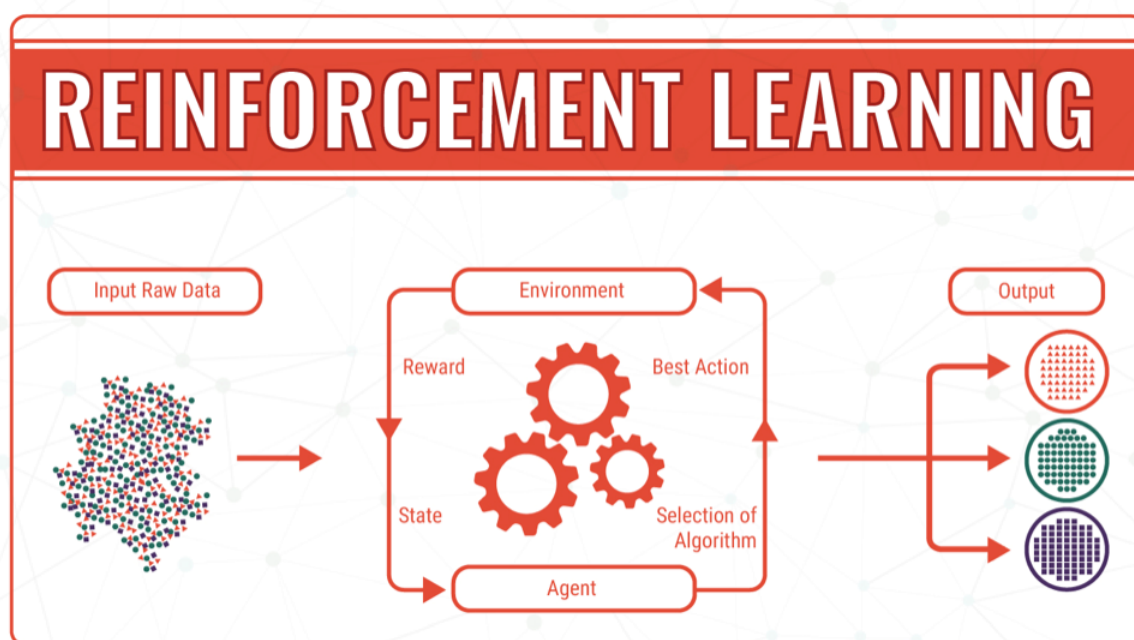 REINFORCEMENT LEARNING
Input Raw Data
Environment
Output
Reward
Best Action
State
Selection of
Algorithm
Agent